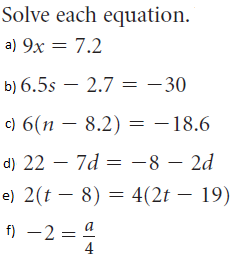 Solve each equation.
a) 9x = 7.2
b) 6.5s − 2.7 = −30
c) 6(n − 8.2) = −18.6
d) 22 − 7d = −8 − 2d
e) 2(t − 8) = 4(2t − 19)
f) −2 = a/4